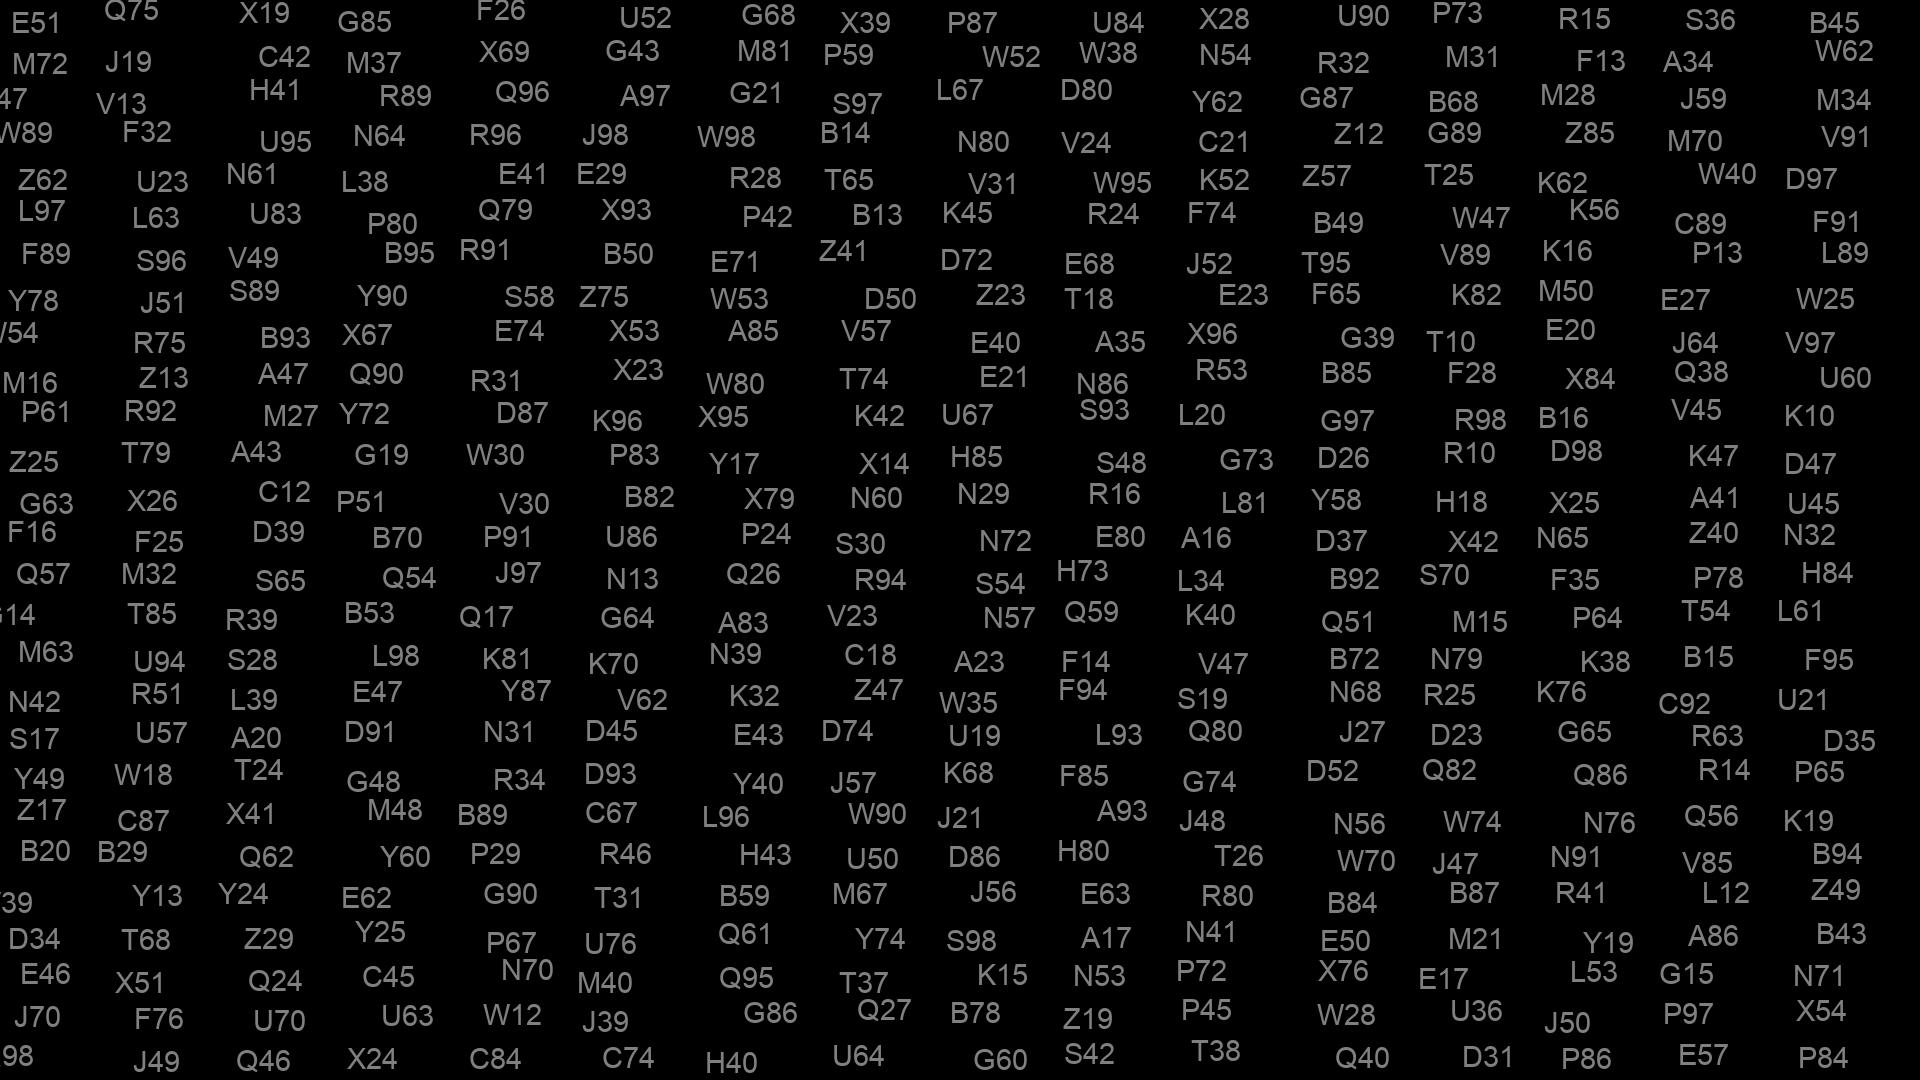 E51 Q75 X19 G85 F26 U52 G68 X39 P87 U84 X28 U90 P73 R15 S36 B45
M72 J19 C42 M37 X69 G43 M81 P59 W52 W38 N54 R32 M31 F13 A34 W62
47 V13 H41 R89 Q96 A97 G21 S97 L67 D80 Y62 G87 B68 M28 J59 M34
W89 F32 U95 N64 R96 J98 W98 B14 N80 V24 C21 Z12 G89 Z85 M70 V91
Z62 U23 N61 L38 E41 E29 R28 T65 V31 W95 K52 Z57 T25 K62 W40 D97
L97 L63 U83 P80 Q79 X93 P42 B13 K45 R24 F74 B49 W47 K56 C89 F91
F89 S96 V49 B95 R91 B50 E71 Z41 D72 E68 J52 T95 V89 K16 P13 L89
Y78 J51 S89 Y90 S58 Z75 W53 D50 Z23 T18 E23 F65 K82 M50 E27 W25
54 R75 B93 X67 E74 X53 A85 V57 E40 A35 X96 G39 T10 E20 J64 V97
M16 Z13 A47 Q90 R31 X23 W80 T74 E21 N86 R53 B85 F28 X84 Q38 U60
P61 R92 M27 Y72 D87 K96 X95 K42 U67 S93 L20 G97 R98 B16 V45 K10
Z25 T79 A43 G19 W30 P83 Y17 X14 H85 S48 G73 D26 R10 D98 K47 D47
G63 X26 C12 P51 V30 B82 X79 N60 N29 R16 L81 Y58 H18 X25 A41 U45
F16 F25 D39 B70 P91 U86 P24 S30 N72 E80 A16 D37 X42 N65 Z40 N32
Q57 M32 S65 Q54 J97 N13 Q26 R94 S54 H73 L34 B92 S70 F35 P78 H84
14 T85 R39 B53 Q17 G64 A83 V23 N57 Q59 K40 Q51 M15 P64 T54 L61
M63 U94 S28 L98 K81 K70 N39 C18 A23 F14 V47 B72 N79 K38 B15 F95
N42 R51 L39 E47 Y87 V62 K32 Z47 W35 F94 S19 N68 R25 K76 C92 U21
S17 U57 A20 D91 N31 D45 E43 D74 U19 L93 Q80 J27 D23 G65 R63 D35
Y49 W18 T24 G48 R34 D93 Y40 J57 K68 F85 G74 D52 Q82 Q86 R14 P65
Z17 C87 X41 M48 B89 C67 L96 W90 J21 A93 J48 N56 W74 N76 Q56 K19
B20 B29 Q62 Y60 P29 R46 H43 U50 D86 H80 T26 W70 J47 N91 V85 B94
39 Y13 Y24 E62 G90 T31 B59 M67 J56 E63 R80 B84 B87 R41 L12 Z49
D34 T68 Z29 Y25 P67 U76 Q61 Y74 S98 A17 N41 E50 M21 Y19 A86 B43
E46 X51 Q24 C45 N70 M40 Q95 T37 K15 N53 P72 X76 E17 L53 G15 N71
J70 F76 U70 U63 W12 J39 G86 Q27 B78 Z19 P45 W28 U36 J50 P97 X54
98 J49 Q46 X24 C84 C74 H40 U64 G60 S42 T38 Q40 D31 P86 E57 P84